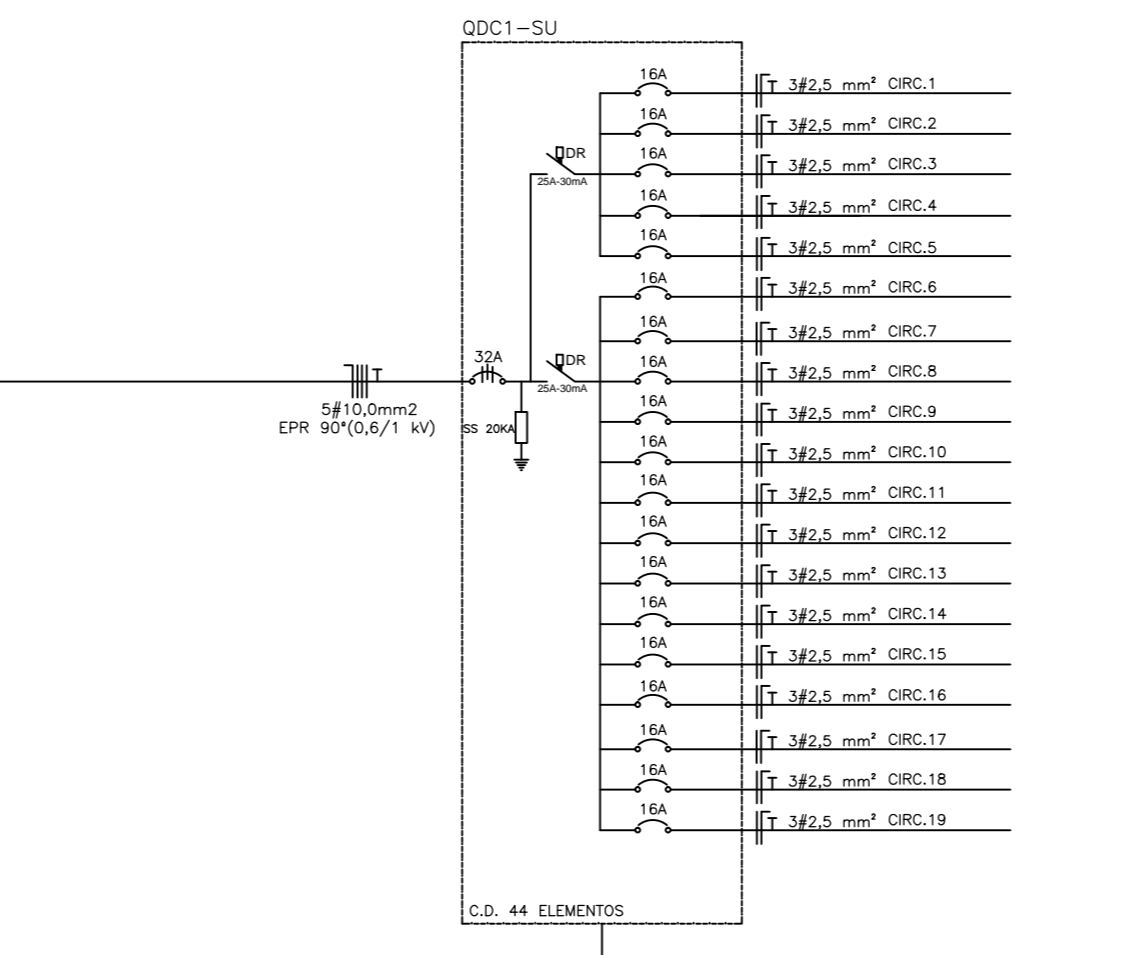 QDC1-SU
16A
T 3#2,5 mm² CIRC.1
16A
T 3#2,5 mm² CIRC.2
DR
25A-30mA
16A
T 3#2,5 mm² CIRC.3
16A
T 3#2,5 mm² CIRC.4
16A
T 3#2,5 mm² CIRC.5
16A
T 3#2,5 mm² CIRC.6
16A
T 3#2,5 mm² CIRC.7
T
5#10,0mm2
EPR 90°(0,6/1 kV)
32A
SS 20KA
DR
25A-30mA
16A
T 3#2,5 mm² CIRC.8
16A
T 3#2,5 mm² CIRC.9
16A
T 3#2,5 mm² CIRC.10
16A
T 3#2,5 mm² CIRC.11
16A
T 3#2,5 mm² CIRC.12
16A
T 3#2,5 mm² CIRC.13
16A
T 3#2,5 mm² CIRC.14
16A
T 3#2,5 mm² CIRC.15
16A
T 3#2,5 mm² CIRC.16
16A
T 3#2,5 mm² CIRC.17
16A
T 3#2,5 mm² CIRC.18
16A
T 3#2,5 mm² CIRC.19
C.D. 44 ELEMENTOS